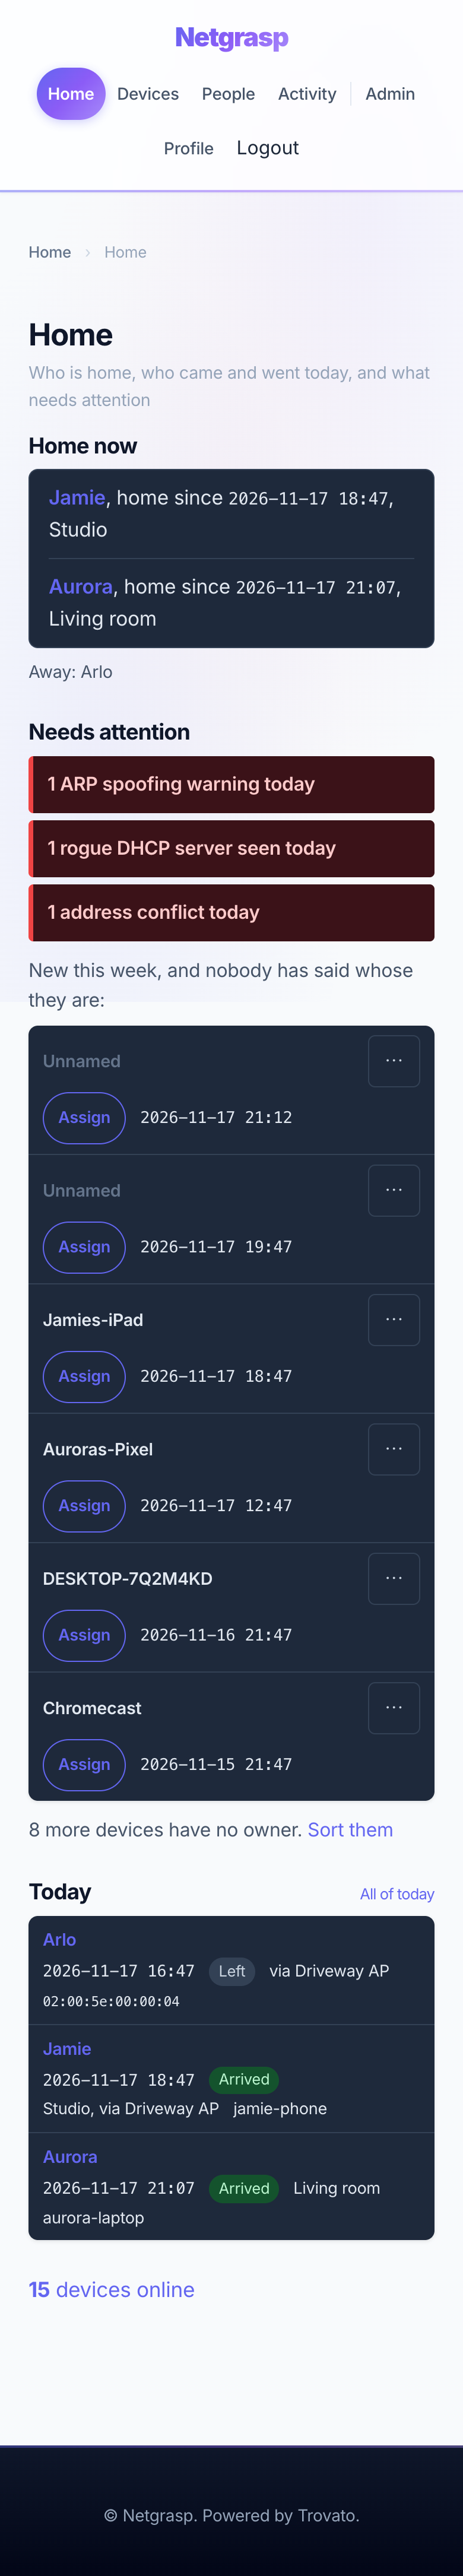 Netgrasp
Home Devices People Activity Admin
Profile Logout
Home › Home
Home
Who is home, who came and went today, and what
needs attention
Home now
Jamie, home since 2026-11-17 18:47,
Studio
Aurora, home since 2026-11-17 21:07,
Living room
Away: Arlo
Needs attention
1 ARP spoofing warning today
1 rogue DHCP server seen today
1 address conflict today
New this week, and nobody has said whose
they are:
Unnamed ...
Assign 2026-11-17 21:12
Unnamed ...
Assign 2026-11-17 19:47
Jamies-iPad ...
Assign 2026-11-17 18:47
Auroras-Pixel ...
Assign 2026-11-17 12:47
DESKTOP-7Q2M4KD ...
Assign 2026-11-16 21:47
Chromecast ...
Assign 2026-11-15 21:47
8 more devices have no owner. Sort them
Today All of today
Arlo
2026-11-17 16:47 Left via Driveway AP
02:00:5e:00:00:04
Jamie
2026-11-17 18:47 Arrived
Studio, via Driveway AP jamie-phone
Aurora
2026-11-17 21:07 Arrived Living room
aurora-laptop
15 devices online
© Netgrasp. Powered by Trovato.